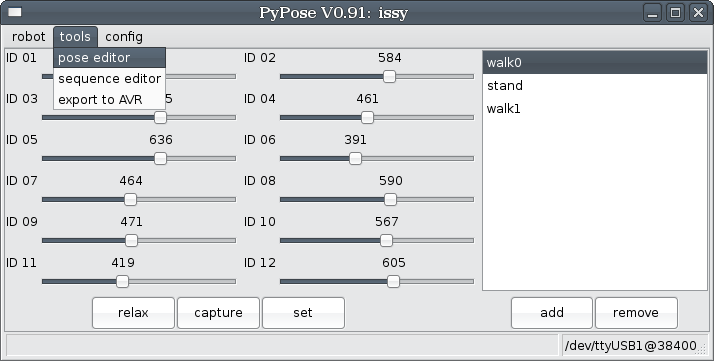 PyPose V0.91: issy
robot tools config
pose editor
sequence editor
export to AVR
ID 01
ID 02 584
ID 03
ID 04 461
ID 05 636
ID 06 391
ID 07 464
ID 08 590
ID 09 471
ID 10 567
ID 11 419
ID 12 605
walk0
stand
walk1
relax capture set
add remove
/dev/ttyUSB1@38400